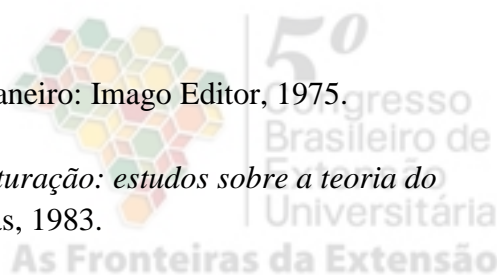 5º
aneiro: Imago Editor, 1975.
Congresso
Brasileiro de
Extensão
turação: estudos sobre a teoria do
Universitária
as, 1983.
As Fronteiras da Extensão